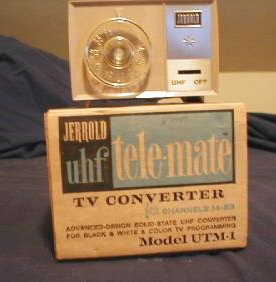 JERROLD
UHF OFF
JERROLD
uhf tele-mate
TV CONVERTER
for CHANNELS 14-83
ADVANCED-DESIGN SOLID-STATE UHF CONVERTER
FOR BLACK & WHITE & COLOR TV PROGRAMMING
Model UTM-1